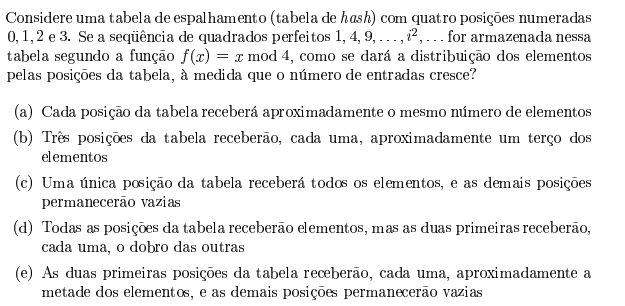 Considere uma tabela de espalhamento (tabela de hash) com quatro posições numeradas
0, 1, 2 e 3. Se a seqüência de quadrados perfeitos 1, 4, 9, . . . , i², . . . for armazenada nessa
tabela segundo a função f(x) = x mod 4, como se dará a distribuição dos elementos
pelas posições da tabela, à medida que o número de entradas cresce?
(a) Cada posição da tabela receberá aproximadamente o mesmo número de elementos
(b) Três posições da tabela receberão, cada uma, aproximadamente um terço dos
elementos
(c) Uma única posição da tabela receberá todos os elementos, e as demais posições
permanecerão vazias
(d) Todas as posições da tabela receberão elementos, mas as duas primeiras receberão,
cada uma, o dobro das outras
(e) As duas primeiras posições da tabela receberão, cada uma, aproximadamente a
metade dos elementos, e as demais posições permanecerão vazias